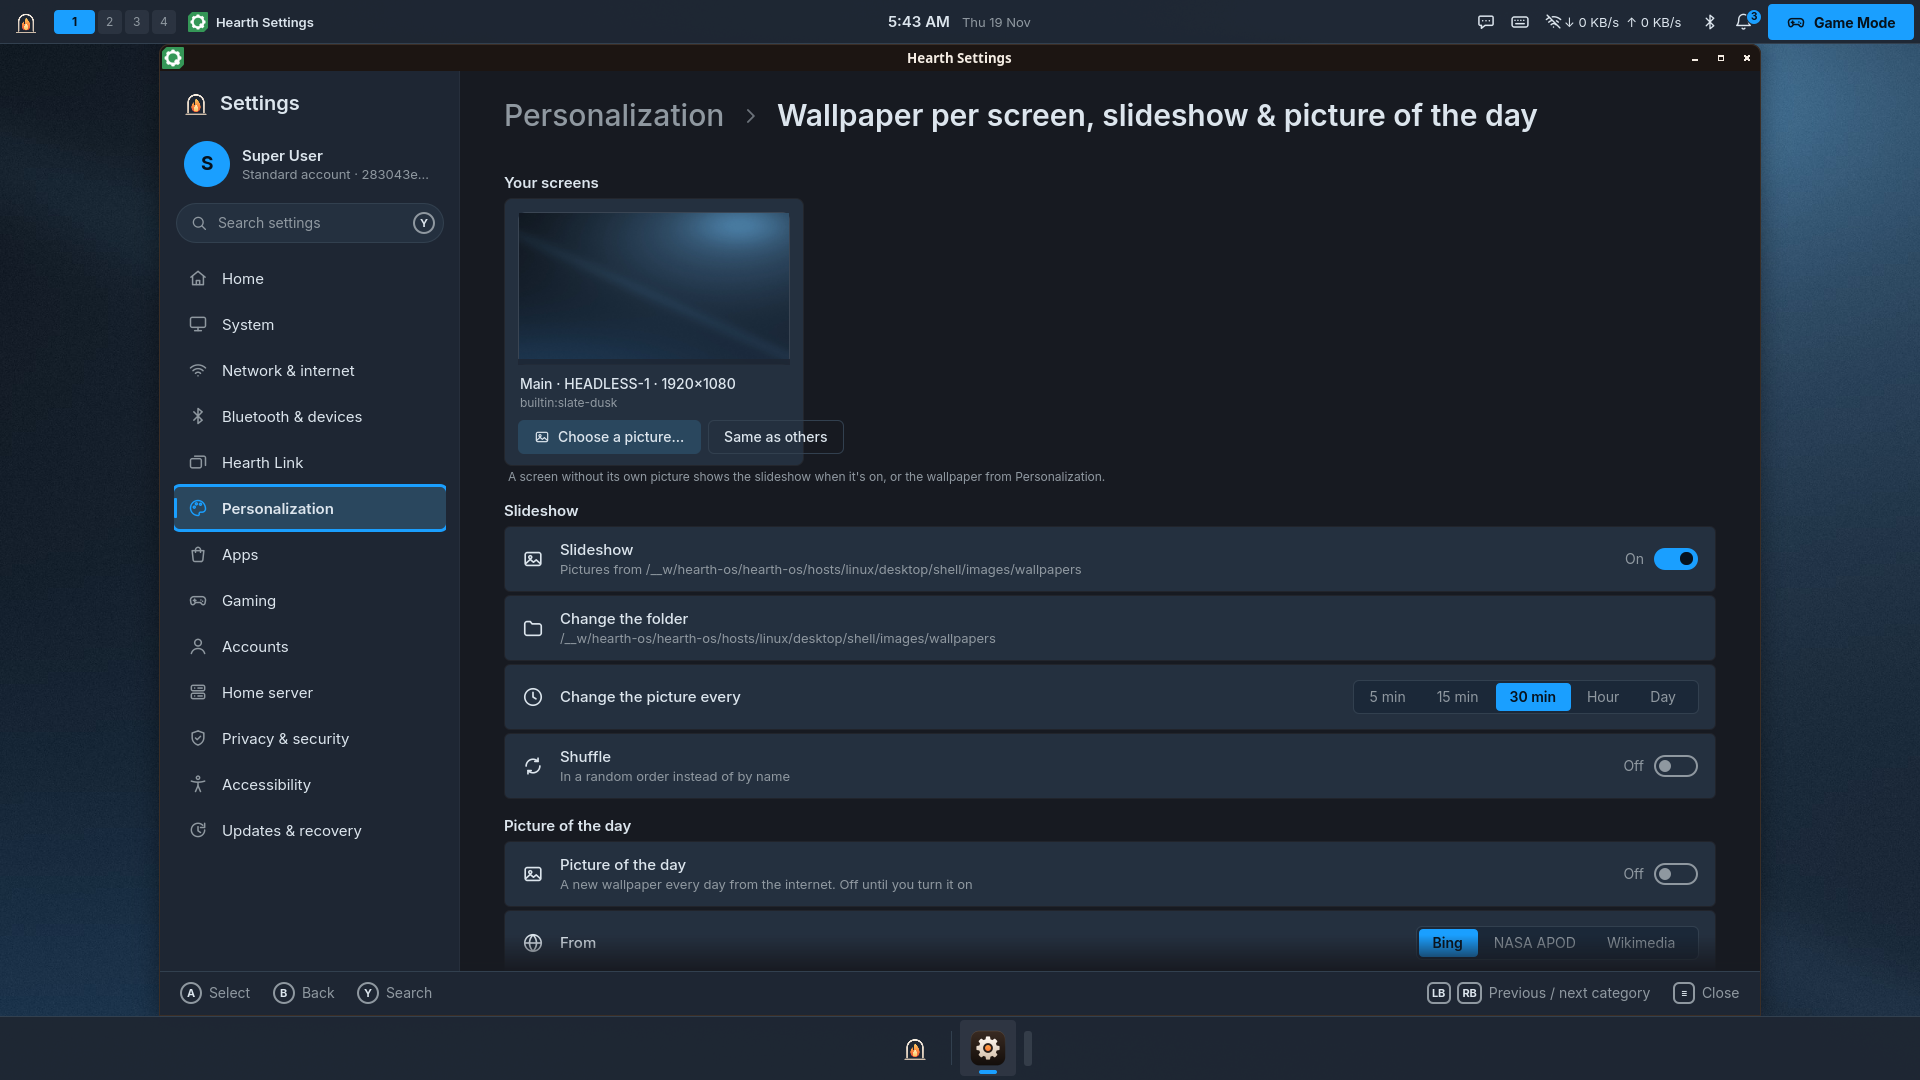 1 2 3 4 Hearth Settings
5:43 AM Thu 19 Nov
↓ 0 KB/s ↑ 0 KB/s
3
Game Mode
Hearth Settings
Settings
S
Super User
Standard account · 283043e...
Search settings Y
Home
System
Network & internet
Bluetooth & devices
Hearth Link
Personalization
Apps
Gaming
Accounts
Home server
Privacy & security
Accessibility
Updates & recovery
Personalization > Wallpaper per screen, slideshow & picture of the day
Your screens
Main · HEADLESS-1 · 1920×1080
builtin:slate-dusk
Choose a picture... Same as others
A screen without its own picture shows the slideshow when it's on, or the wallpaper from Personalization.
Slideshow
Slideshow
Pictures from /__w/hearth-os/hearth-os/hosts/linux/desktop/shell/images/wallpapers
On
Change the folder
/__w/hearth-os/hearth-os/hosts/linux/desktop/shell/images/wallpapers
Change the picture every
5 min 15 min 30 min Hour Day
Shuffle
In a random order instead of by name
Off
Picture of the day
Picture of the day
A new wallpaper every day from the internet. Off until you turn it on
Off
From
Bing NASA APOD Wikimedia
A Select B Back Y Search
LB RB Previous / next category ≡ Close